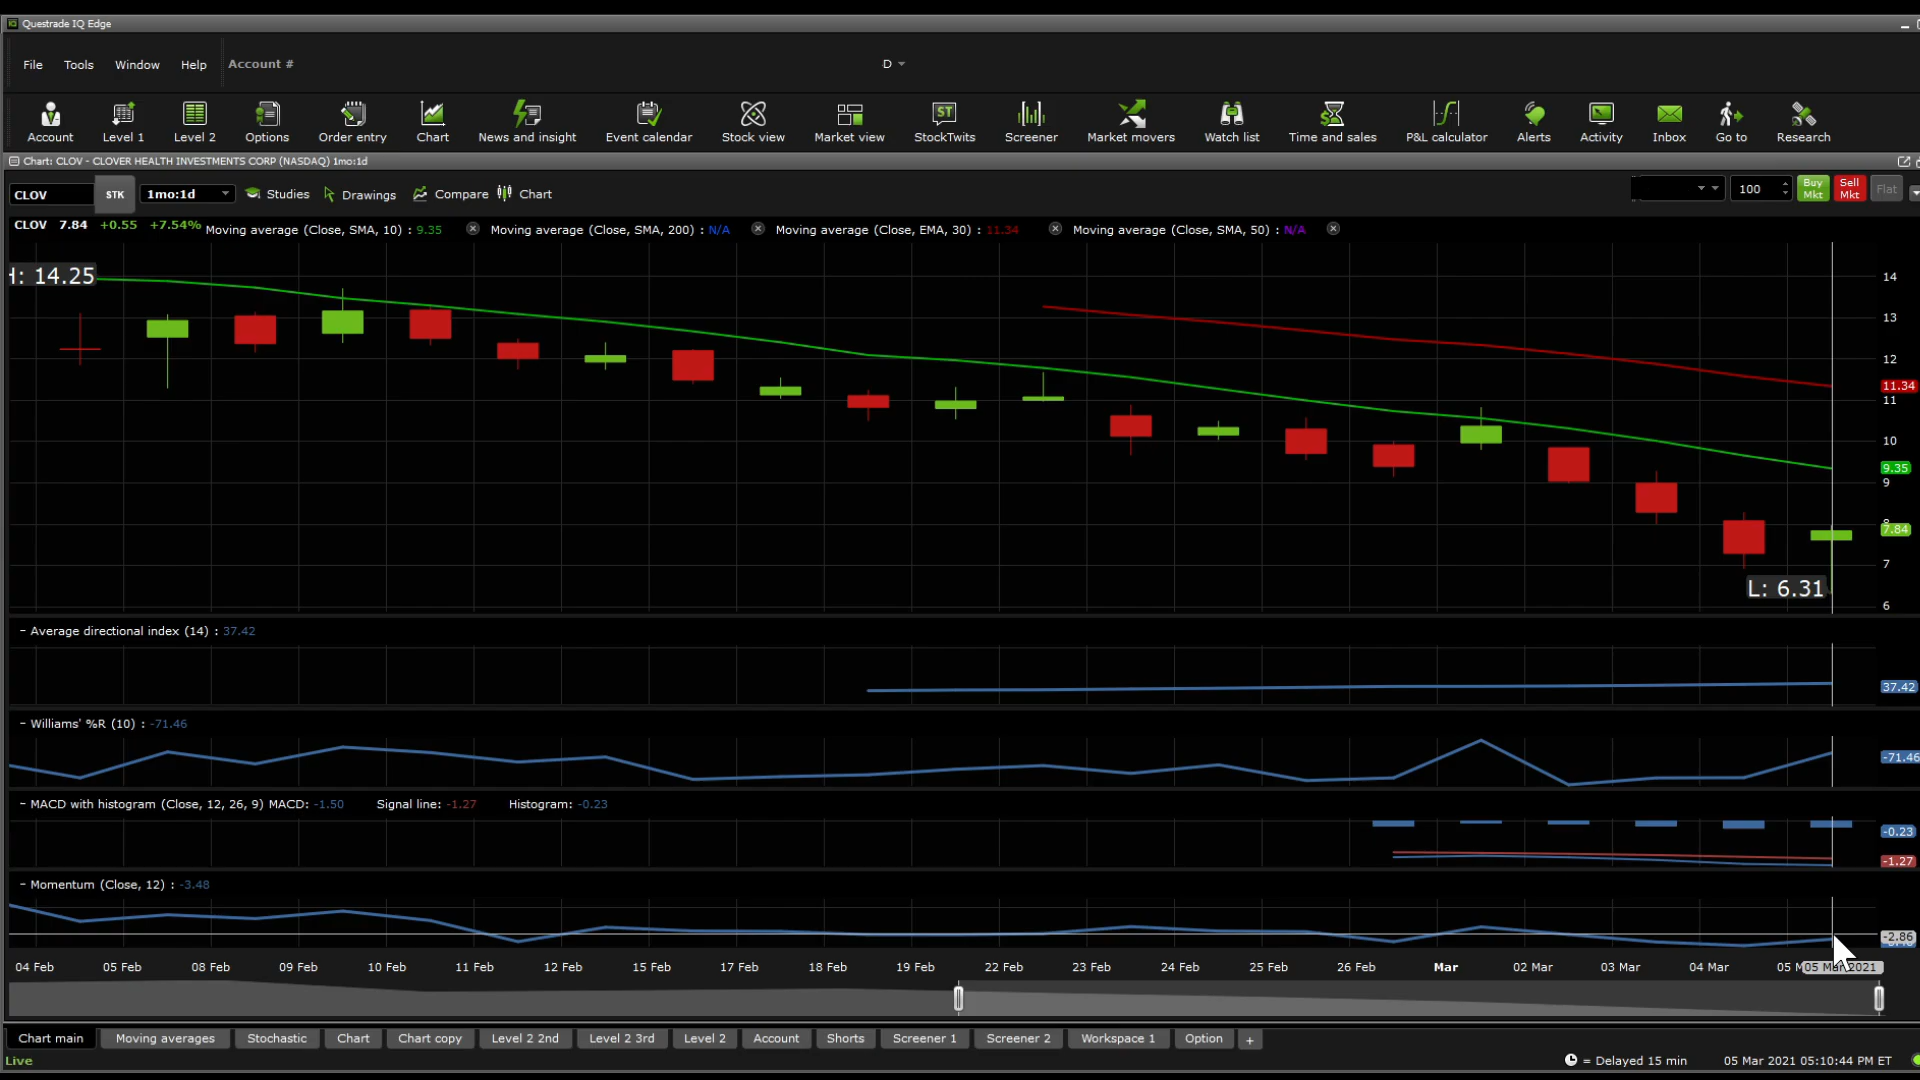 Questrade IQ Edge
File Tools Window Help Account # D
Account Level 1 Level 2 Options Order entry Chart News and insight Event calendar Stock view Market view StockTwits Screener Market movers Watch list Time and sales P&L calculator Alerts Activity Inbox Go to Research
Chart: CLOV - CLOVER HEALTH INVESTMENTS CORP (NASDAQ) 1mo:1d
CLOV STK 1mo:1d Studies Drawings Compare Chart 100 Buy Mkt Sell Mkt Flat
CLOV 7.84 +0.55 +7.54% Moving average (Close, SMA, 10) : 9.35 Moving average (Close, SMA, 200) : N/A Moving average (Close, EMA, 30) : 11.34 Moving average (Close, SMA, 50) : N/A
H: 14.25
14
13
12
11.34
11
10
9.35
9
8
7.84
7
L: 6.31
6
- Average directional index (14) : 37.42
37.42
- Williams' %R (10) : -71.46
-71.46
- MACD with histogram (Close, 12, 26, 9) MACD: -1.50 Signal line: -1.27 Histogram: -0.23
-0.23
-1.27
- Momentum (Close, 12) : -3.48
-2.86
04 Feb 05 Feb 08 Feb 09 Feb 10 Feb 11 Feb 12 Feb 15 Feb 17 Feb 18 Feb 19 Feb 22 Feb 23 Feb 24 Feb 25 Feb 26 Feb Mar 02 Mar 03 Mar 04 Mar 05 M 05 Mar 2021
Chart main Moving averages Stochastic Chart Chart copy Level 2 2nd Level 2 3rd Level 2 Account Shorts Screener 1 Screener 2 Workspace 1 Option +
Live = Delayed 15 min 05 Mar 2021 05:10:44 PM ET